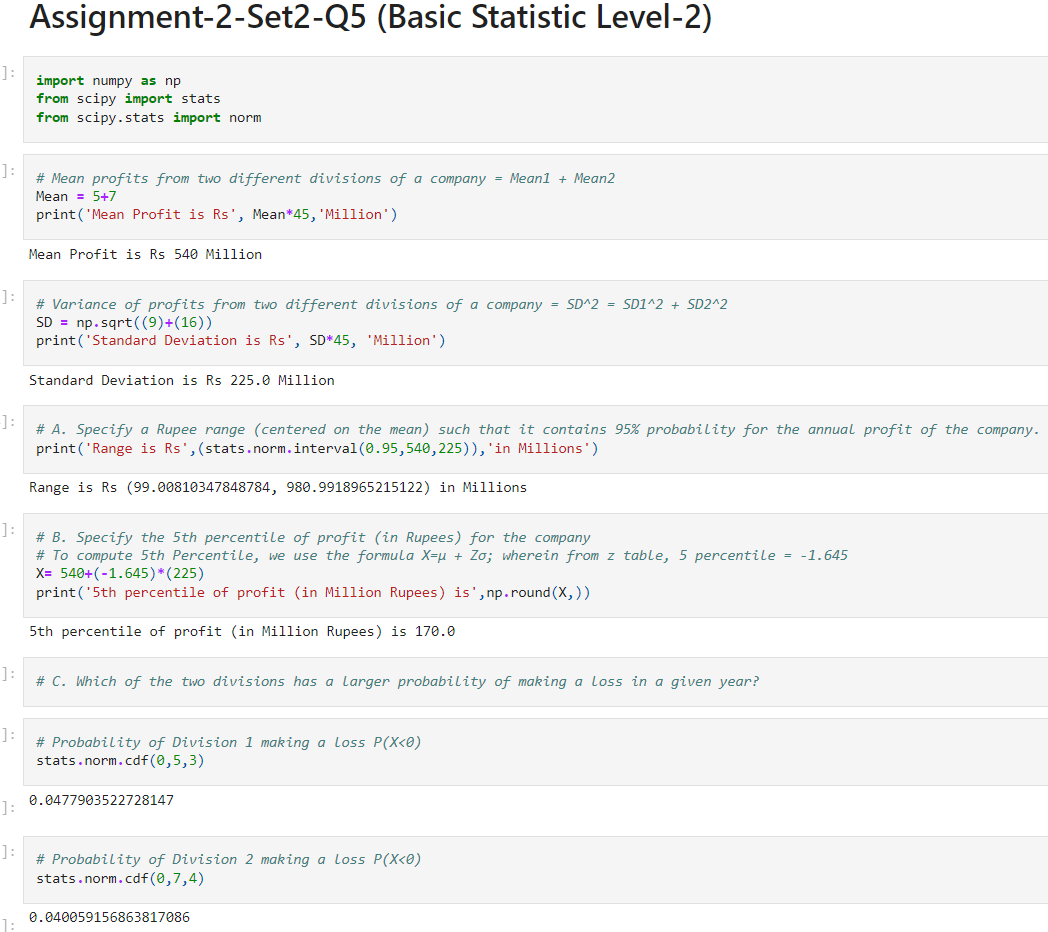 Assignment-2-Set2-Q5 (Basic Statistic Level-2)
]:
import numpy as np
from scipy import stats
from scipy.stats import norm
]:
# Mean profits from two different divisions of a company = Mean1 + Mean2
Mean = 5+7
print('Mean Profit is Rs', Mean*45,'Million')
Mean Profit is Rs 540 Million
]:
# Variance of profits from two different divisions of a company = SD^2 = SD1^2 + SD2^2
SD = np.sqrt((9)+(16))
print('Standard Deviation is Rs', SD*45, 'Million')
Standard Deviation is Rs 225.0 Million
]:
# A. Specify a Rupee range (centered on the mean) such that it contains 95% probability for the annual profit of the company.
print('Range is Rs',(stats.norm.interval(0.95,540,225)),'in Millions')
Range is Rs (99.00810347848784, 980.9918965215122) in Millions
]:
# B. Specify the 5th percentile of profit (in Rupees) for the company
# To compute 5th Percentile, we use the formula X=μ + Zσ; wherein from z table, 5 percentile = -1.645
X= 540+(-1.645)*(225)
print('5th percentile of profit (in Million Rupees) is',np.round(X,))
5th percentile of profit (in Million Rupees) is 170.0
]:
# C. Which of the two divisions has a larger probability of making a loss in a given year?
]:
# Probability of Division 1 making a loss P(X<0)
stats.norm.cdf(0,5,3)
]:
0.0477903522728147
]:
# Probability of Division 2 making a loss P(X<0)
stats.norm.cdf(0,7,4)
]:
0.040059156863817086